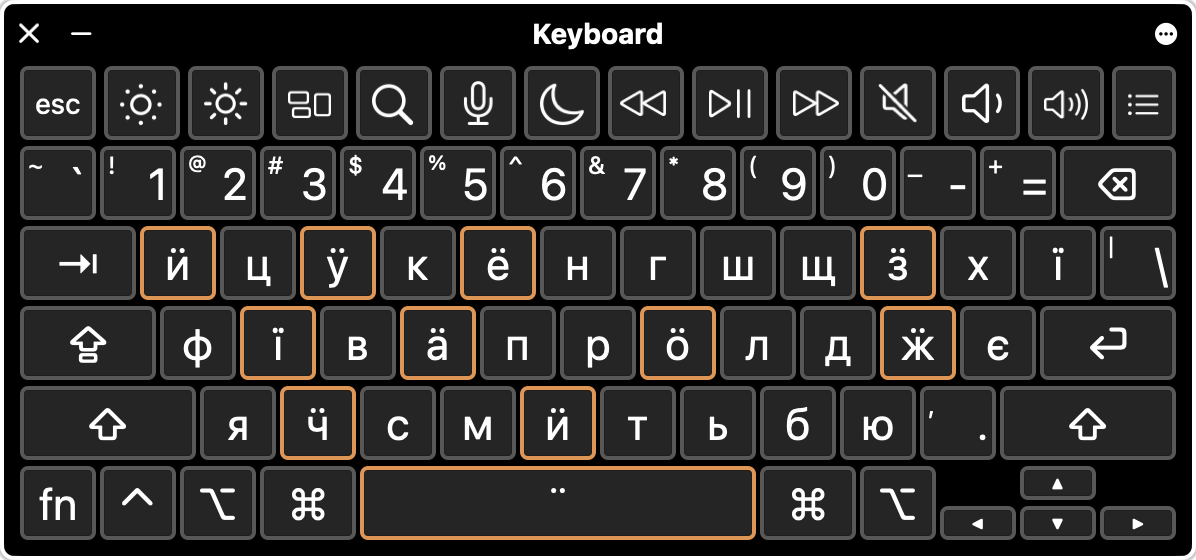 Keyboard
esc
~ ` ! 1 @ 2 # 3 $ 4 % 5 ^ 6 & 7 * 8 ( 9 ) 0 _ - + =
ӥ ц ӱ к ё н г ш щ ӟ х ї | \
ф ї в ӓ п р ӧ л д ӝ є
я ӵ с м ӥ т ь б ю ʼ .
fn ^ ⌥ ⌘ ¨ ⌘ ⌥